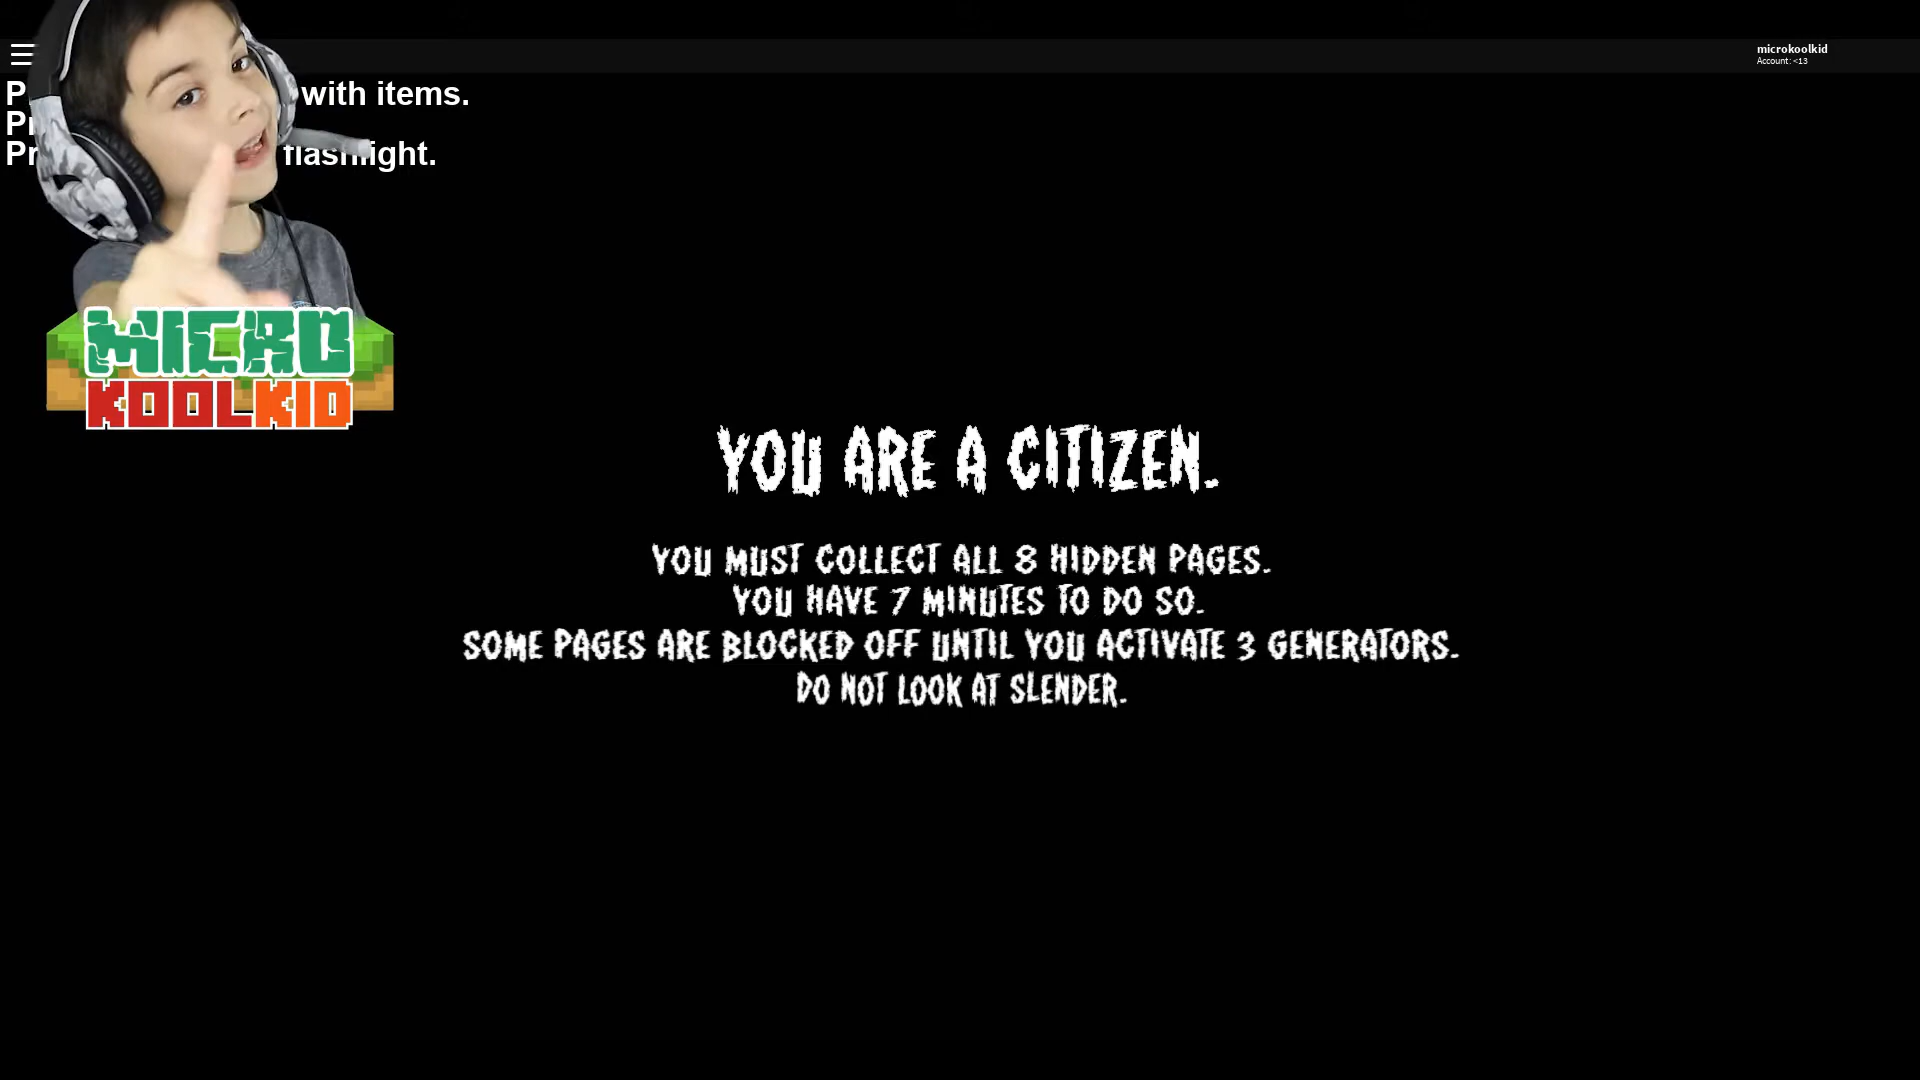 microkoolkid
Account: <13
with items.
flashlight.
MICRO
KOOLKID
YOU ARE A CITIZEN.
YOU MUST COLLECT ALL 8 HIDDEN PAGES.
YOU HAVE 7 MINUTES TO DO SO.
SOME PAGES ARE BLOCKED OFF UNTIL YOU ACTIVATE 3 GENERATORS.
DO NOT LOOK AT SLENDER.